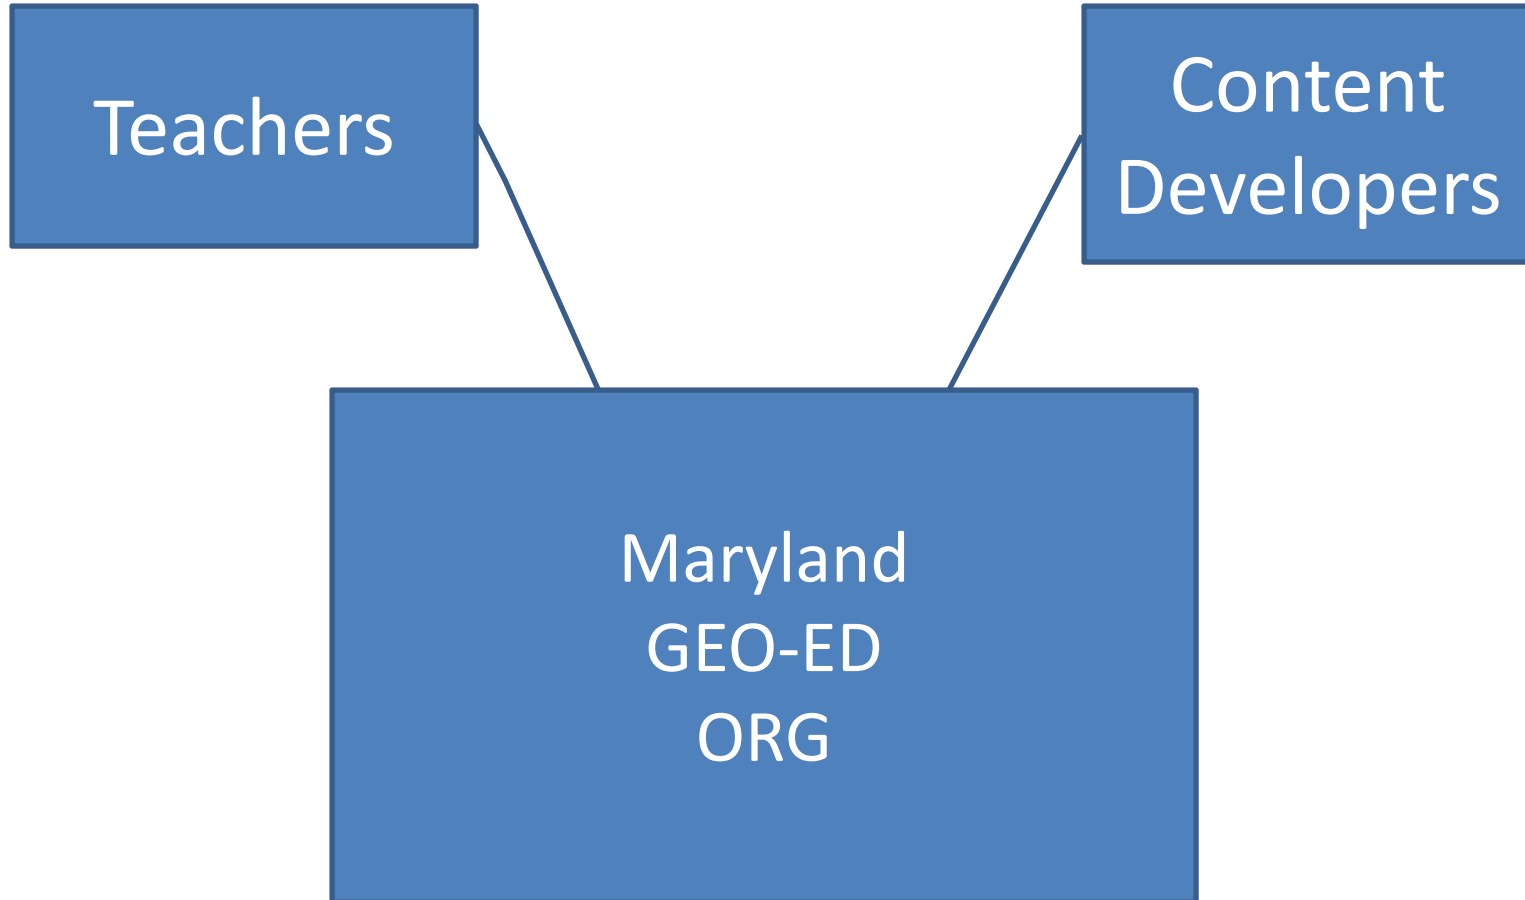 Teachers
Content
Developers
Maryland
GEO-ED
ORG